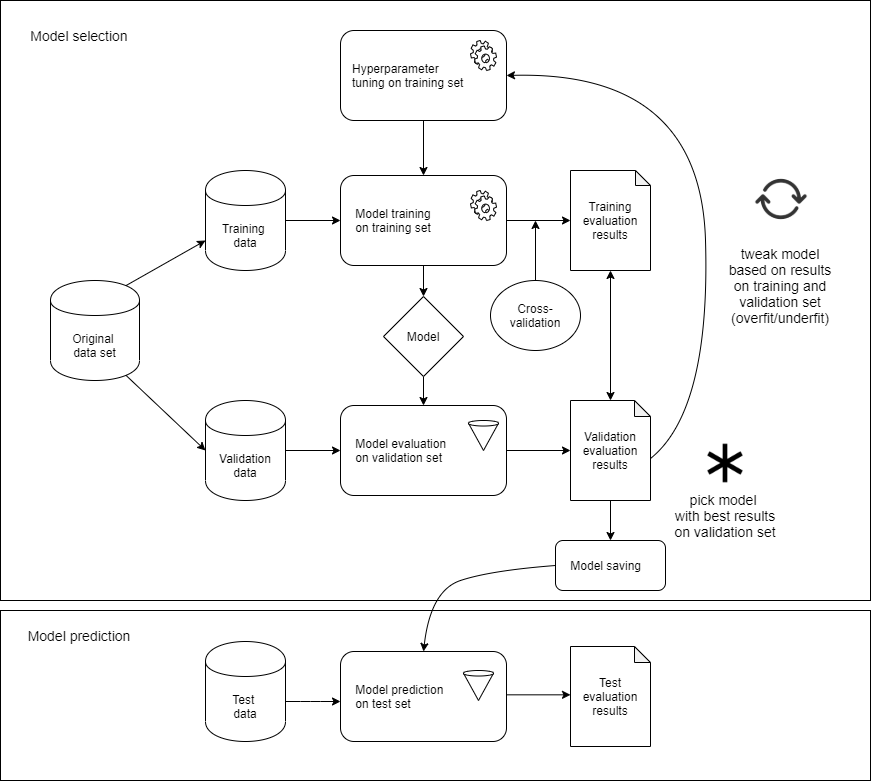 Model selection
Hyperparameter
tuning on training set
Training
data
Model training
on training set
Training
evaluation
results
tweak model
based on results
on training and
validation set
(overfit/underfit)
Original
data set
Cross-
validation
Model
Validation
data
Model evaluation
on validation set
Validation
evaluation
results
pick model
with best results
on validation set
Model saving
Model prediction
Test
data
Model prediction
on test set
Test
evaluation
results